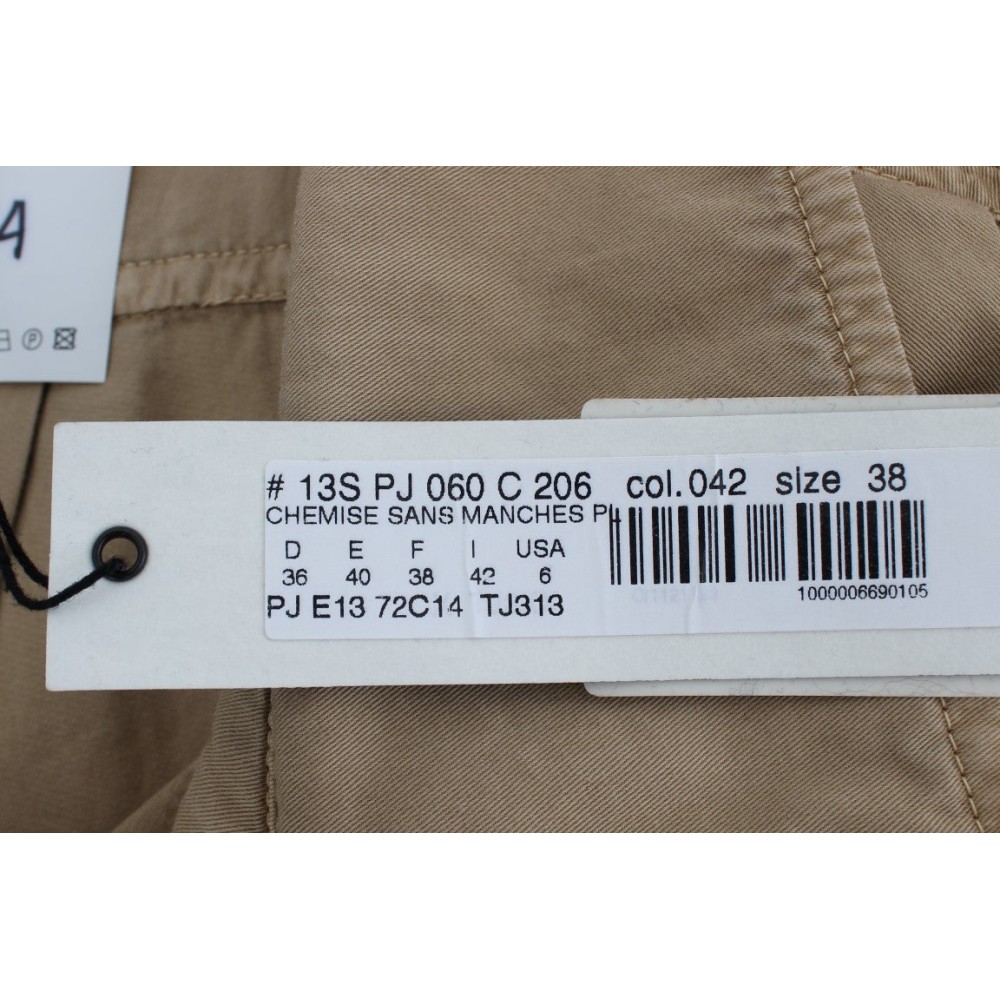 A
P
# 13S PJ 060 C 206 col.042 size 38
CHEMISE SANS MANCHES PL
D E F I USA
36 40 38 42 6
PJ E13 72C14 TJ313
1000006690105